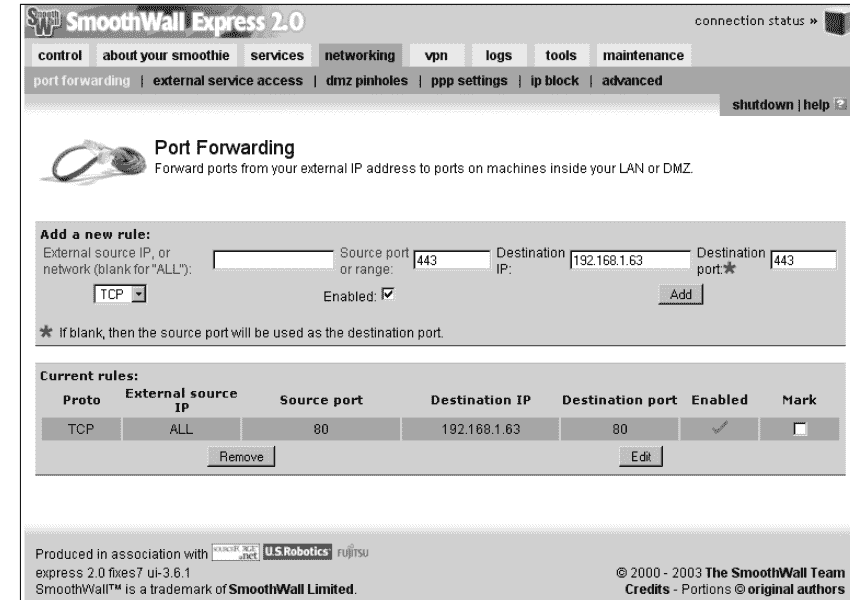 Smooth Wall SmoothWall Express 2.0
connection status »
control about your smoothie services networking vpn logs tools maintenance
port forwarding | external service access | dmz pinholes | ppp settings | ip block | advanced
shutdown | help
Port Forwarding
Forward ports from your external IP address to ports on machines inside your LAN or DMZ.
Add a new rule:
External source IP, or
network (blank for "ALL"):
Source port
or range:
443
Destination
IP:
192.168.1.63
Destination
port:*
443
TCP
Enabled:
Add
* If blank, then the source port will be used as the destination port.
Current rules:
Proto External source IP Source port Destination IP Destination port Enabled Mark
TCP ALL 80 192.168.1.63 80
Remove Edit
Produced in association with SOURCEFORGE .net U.S.Robotics FUJITSU
express 2.0 fixes7 ui-3.6.1
SmoothWall™ is a trademark of SmoothWall Limited.
© 2000 - 2003 The SmoothWall Team
Credits - Portions © original authors